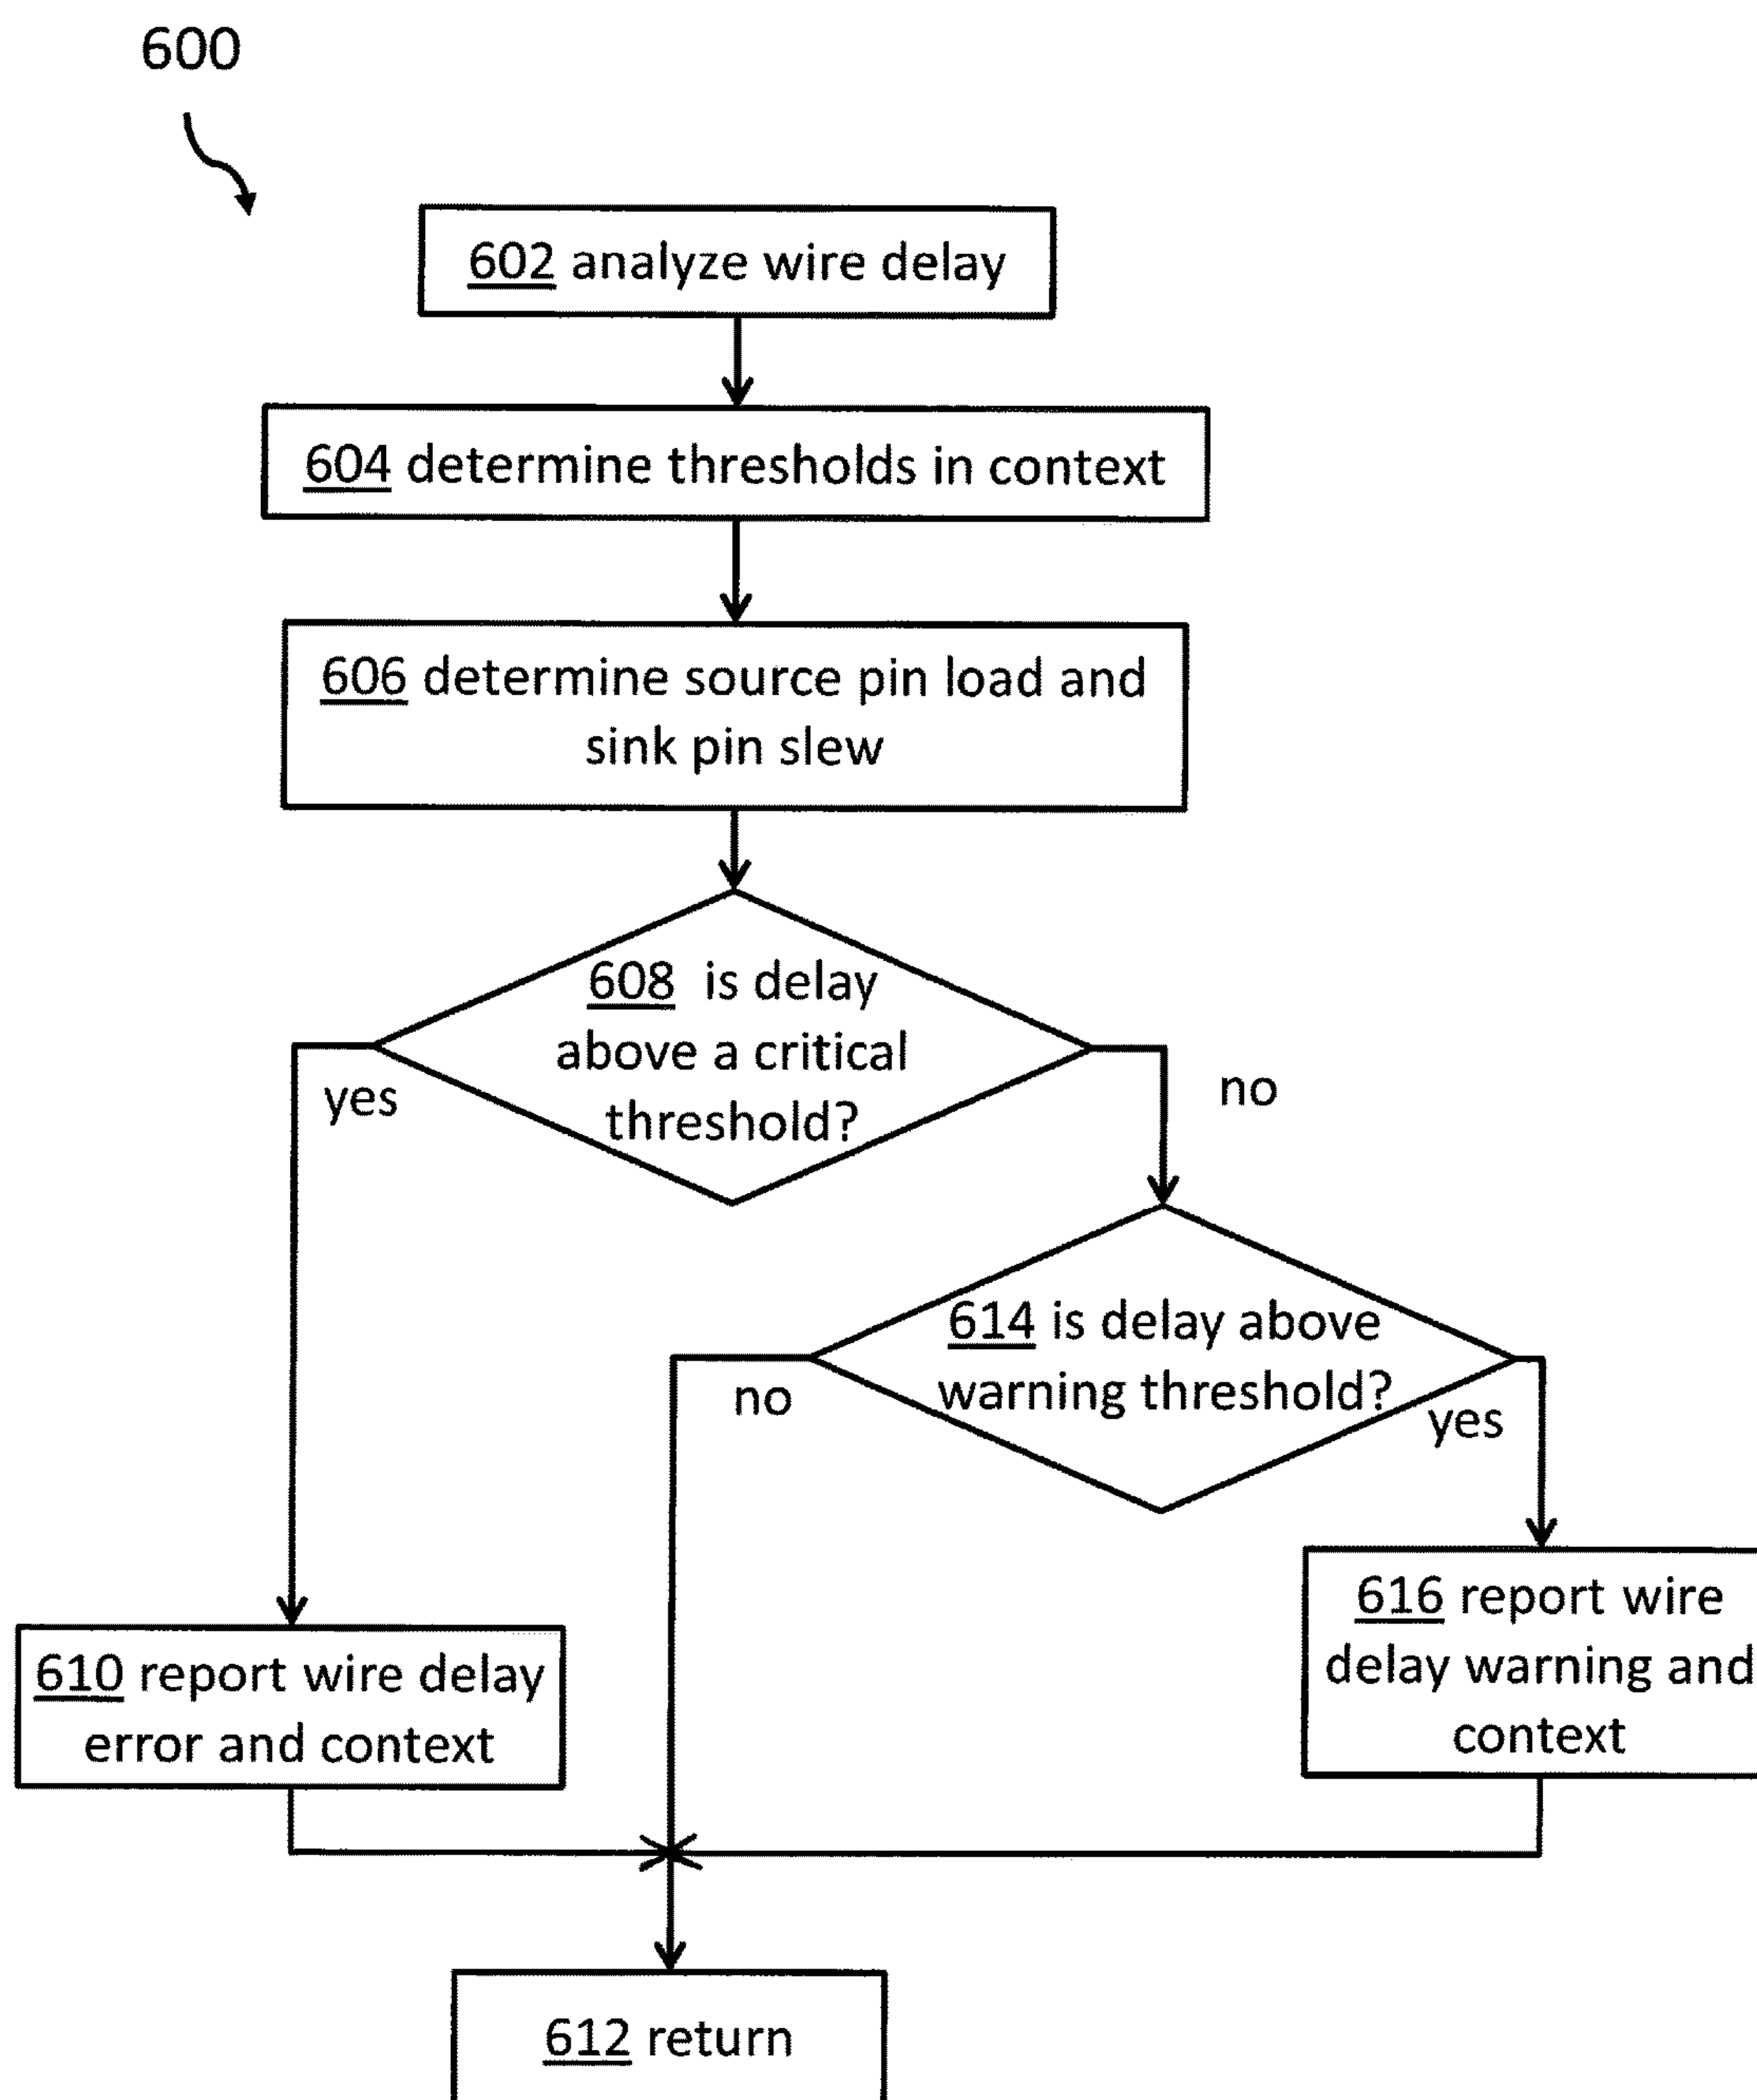 600
602 analyze wire delay
604 determine thresholds in context
606 determine source pin load and
sink pin slew
608 is delay
above a critical
threshold?
yes
no
614 is delay above
warning threshold?
no
yes
616 report wire
delay warning and
context
610 report wire delay
error and context
612 return